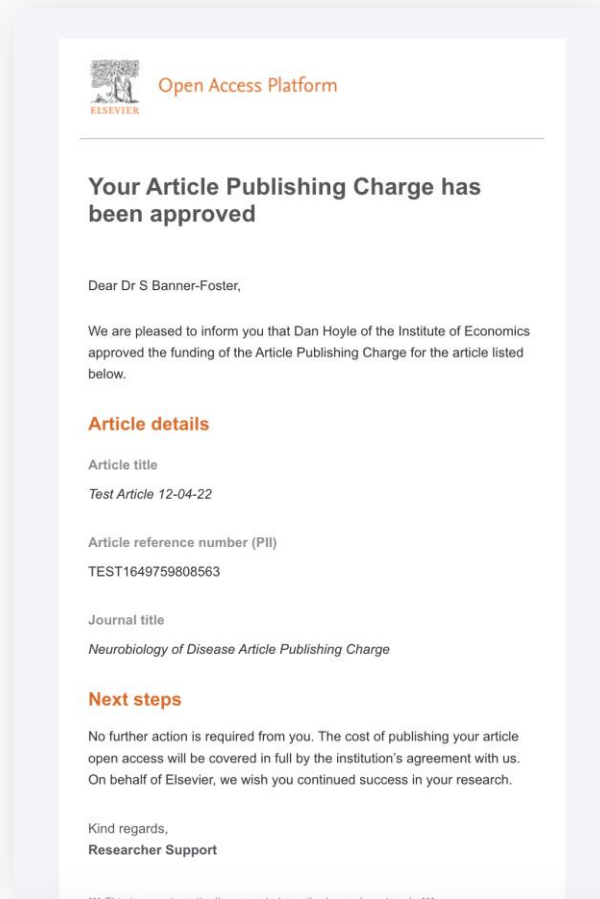 ELSEVIER
Open Access Platform
Your Article Publishing Charge has
been approved
Dear Dr S Banner-Foster,
We are pleased to inform you that Dan Hoyle of the Institute of Economics
approved the funding of the Article Publishing Charge for the article listed
below.
Article details
Article title
Test Article 12-04-22
Article reference number (PII)
TEST1649759808563
Journal title
Neurobiology of Disease Article Publishing Charge
Next steps
No further action is required from you. The cost of publishing your article
open access will be covered in full by the institution's agreement with us.
On behalf of Elsevier, we wish you continued success in your research.
Kind regards,
Researcher Support